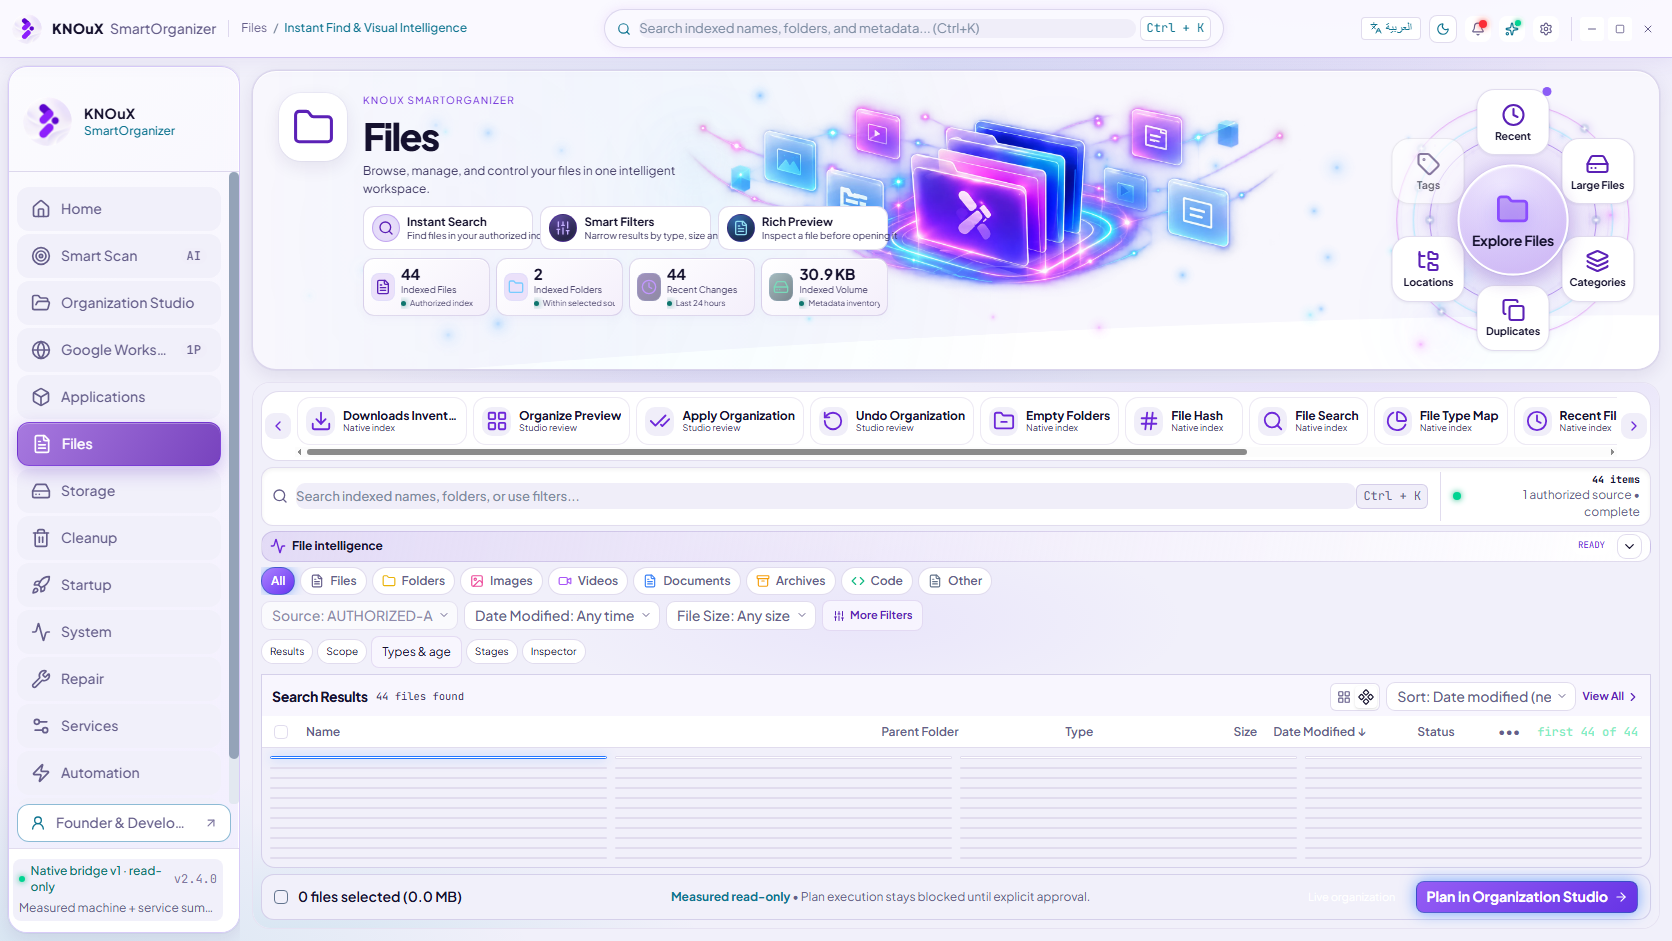 KNOuX SmartOrganizer
Files / Instant Find & Visual Intelligence
Search indexed names, folders, and metadata... (Ctrl+K)
Ctrl + K
العربية
KNOuX
SmartOrganizer
Home
Smart Scan AI
Organization Studio
Google Works... 1P
Applications
Files
Storage
Cleanup
Startup
System
Repair
Services
Automation
Founder & Develo...
Native bridge v1 · read-only v2.4.0
Measured machine + service sum...
KNOUX SMARTORGANIZER
Files
Browse, manage, and control your files in one intelligent
workspace.
Instant Search
Find files in your authorized ind
Smart Filters
Narrow results by type, size an
Rich Preview
Inspect a file before opening it
44
Indexed Files
Authorized index
2
Indexed Folders
Within selected sou
44
Recent Changes
Last 24 hours
30.9 KB
Indexed Volume
Metadata inventory
Recent
Tags
Large Files
Explore Files
Locations
Categories
Duplicates
Downloads Invent...
Native index
Organize Preview
Studio review
Apply Organization
Studio review
Undo Organization
Studio review
Empty Folders
Native index
File Hash
Native index
File Search
Native index
File Type Map
Native index
Recent Fil
Native index
Search indexed names, folders, or use filters...
Ctrl + K
44 items
1 authorized source •
complete
File intelligence
READY
All
Files
Folders
Images
Videos
Documents
Archives
Code
Other
Source: AUTHORIZED-A
Date Modified: Any time
File Size: Any size
More Filters
Results
Scope
Types & age
Stages
Inspector
Search Results 44 files found
Sort: Date modified (ne
View All
Name
Parent Folder
Type
Size
Date Modified ↓
Status
•••
first 44 of 44
0 files selected (0.0 MB)
Measured read-only • Plan execution stays blocked until explicit approval.
Live organization
Plan in Organization Studio →